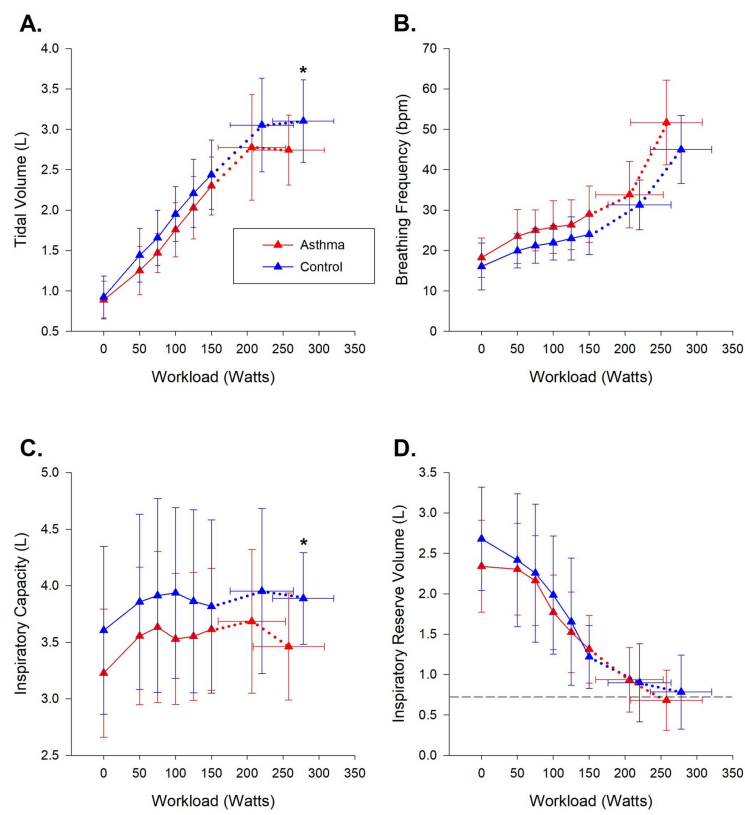 A.
Tidal Volume (L)
4.0
3.5
3.0
2.5
2.0
1.5
1.0
0.5
*
Asthma
Control
0 50 100 150 200 250 300 350
Workload (Watts)
B.
Breathing Frequency (bpm)
70
60
50
40
30
20
10
0
0 50 100 150 200 250 300 350
Workload (Watts)
C.
Inspiratory Capacity (L)
5.0
4.5
4.0
3.5
3.0
2.5
*
0 50 100 150 200 250 300 350
Workload (Watts)
D.
Inspiratory Reserve Volume (L)
3.5
3.0
2.5
2.0
1.5
1.0
0.5
0.0
0 50 100 150 200 250 300 350
Workload (Watts)